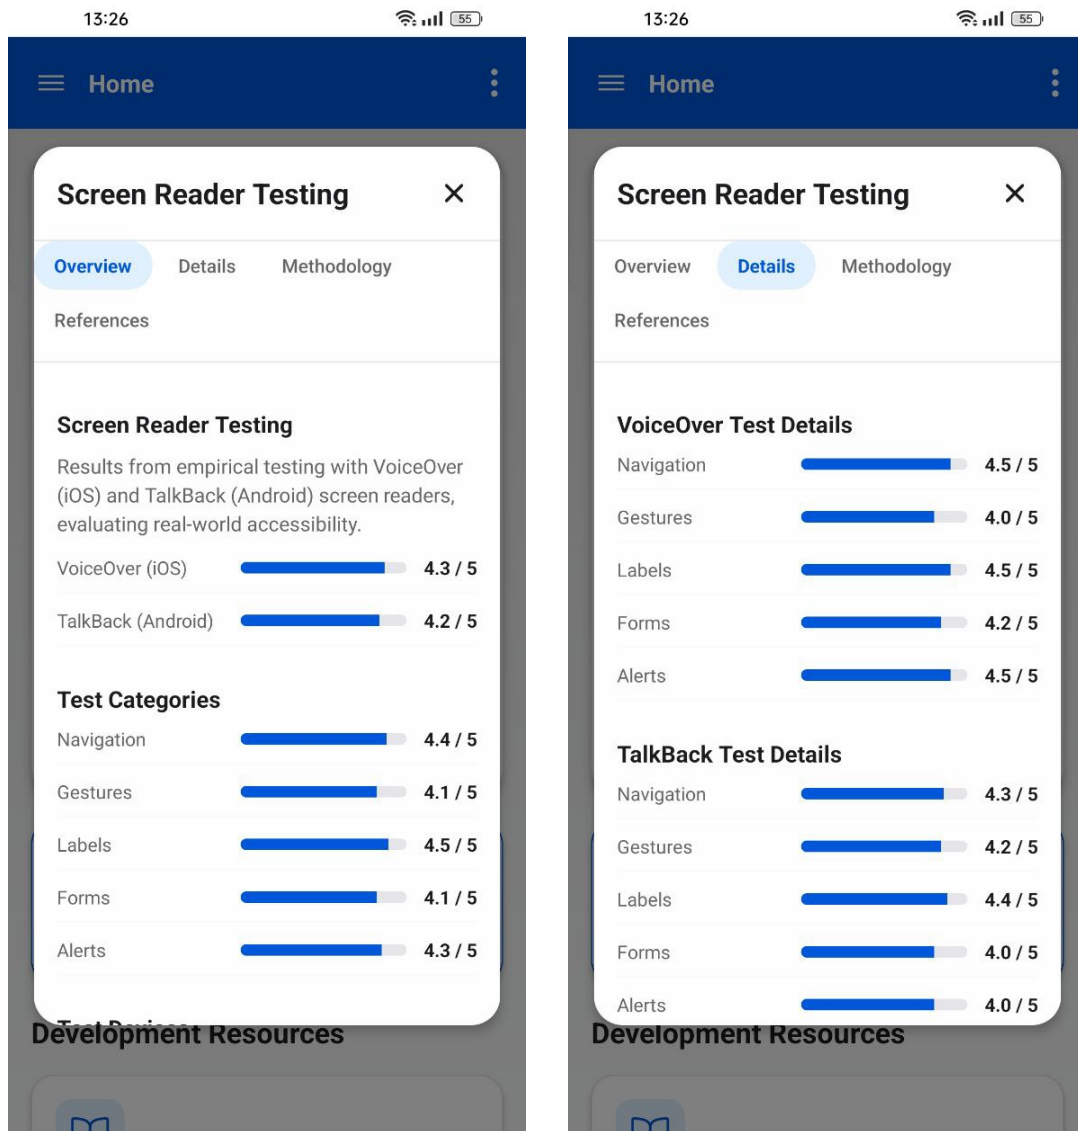 13:26
55
Home
Screen Reader Testing
Overview Details Methodology
References
Screen Reader Testing
Results from empirical testing with VoiceOver
(iOS) and TalkBack (Android) screen readers,
evaluating real-world accessibility.
VoiceOver (iOS) 4.3 / 5
TalkBack (Android) 4.2 / 5
Test Categories
Navigation 4.4 / 5
Gestures 4.1 / 5
Labels 4.5 / 5
Forms 4.1 / 5
Alerts 4.3 / 5
Development Resources
13:26
55
Home
Screen Reader Testing
Overview Details Methodology
References
VoiceOver Test Details
Navigation 4.5 / 5
Gestures 4.0 / 5
Labels 4.5 / 5
Forms 4.2 / 5
Alerts 4.5 / 5
TalkBack Test Details
Navigation 4.3 / 5
Gestures 4.2 / 5
Labels 4.4 / 5
Forms 4.0 / 5
Alerts 4.0 / 5
Development Resources